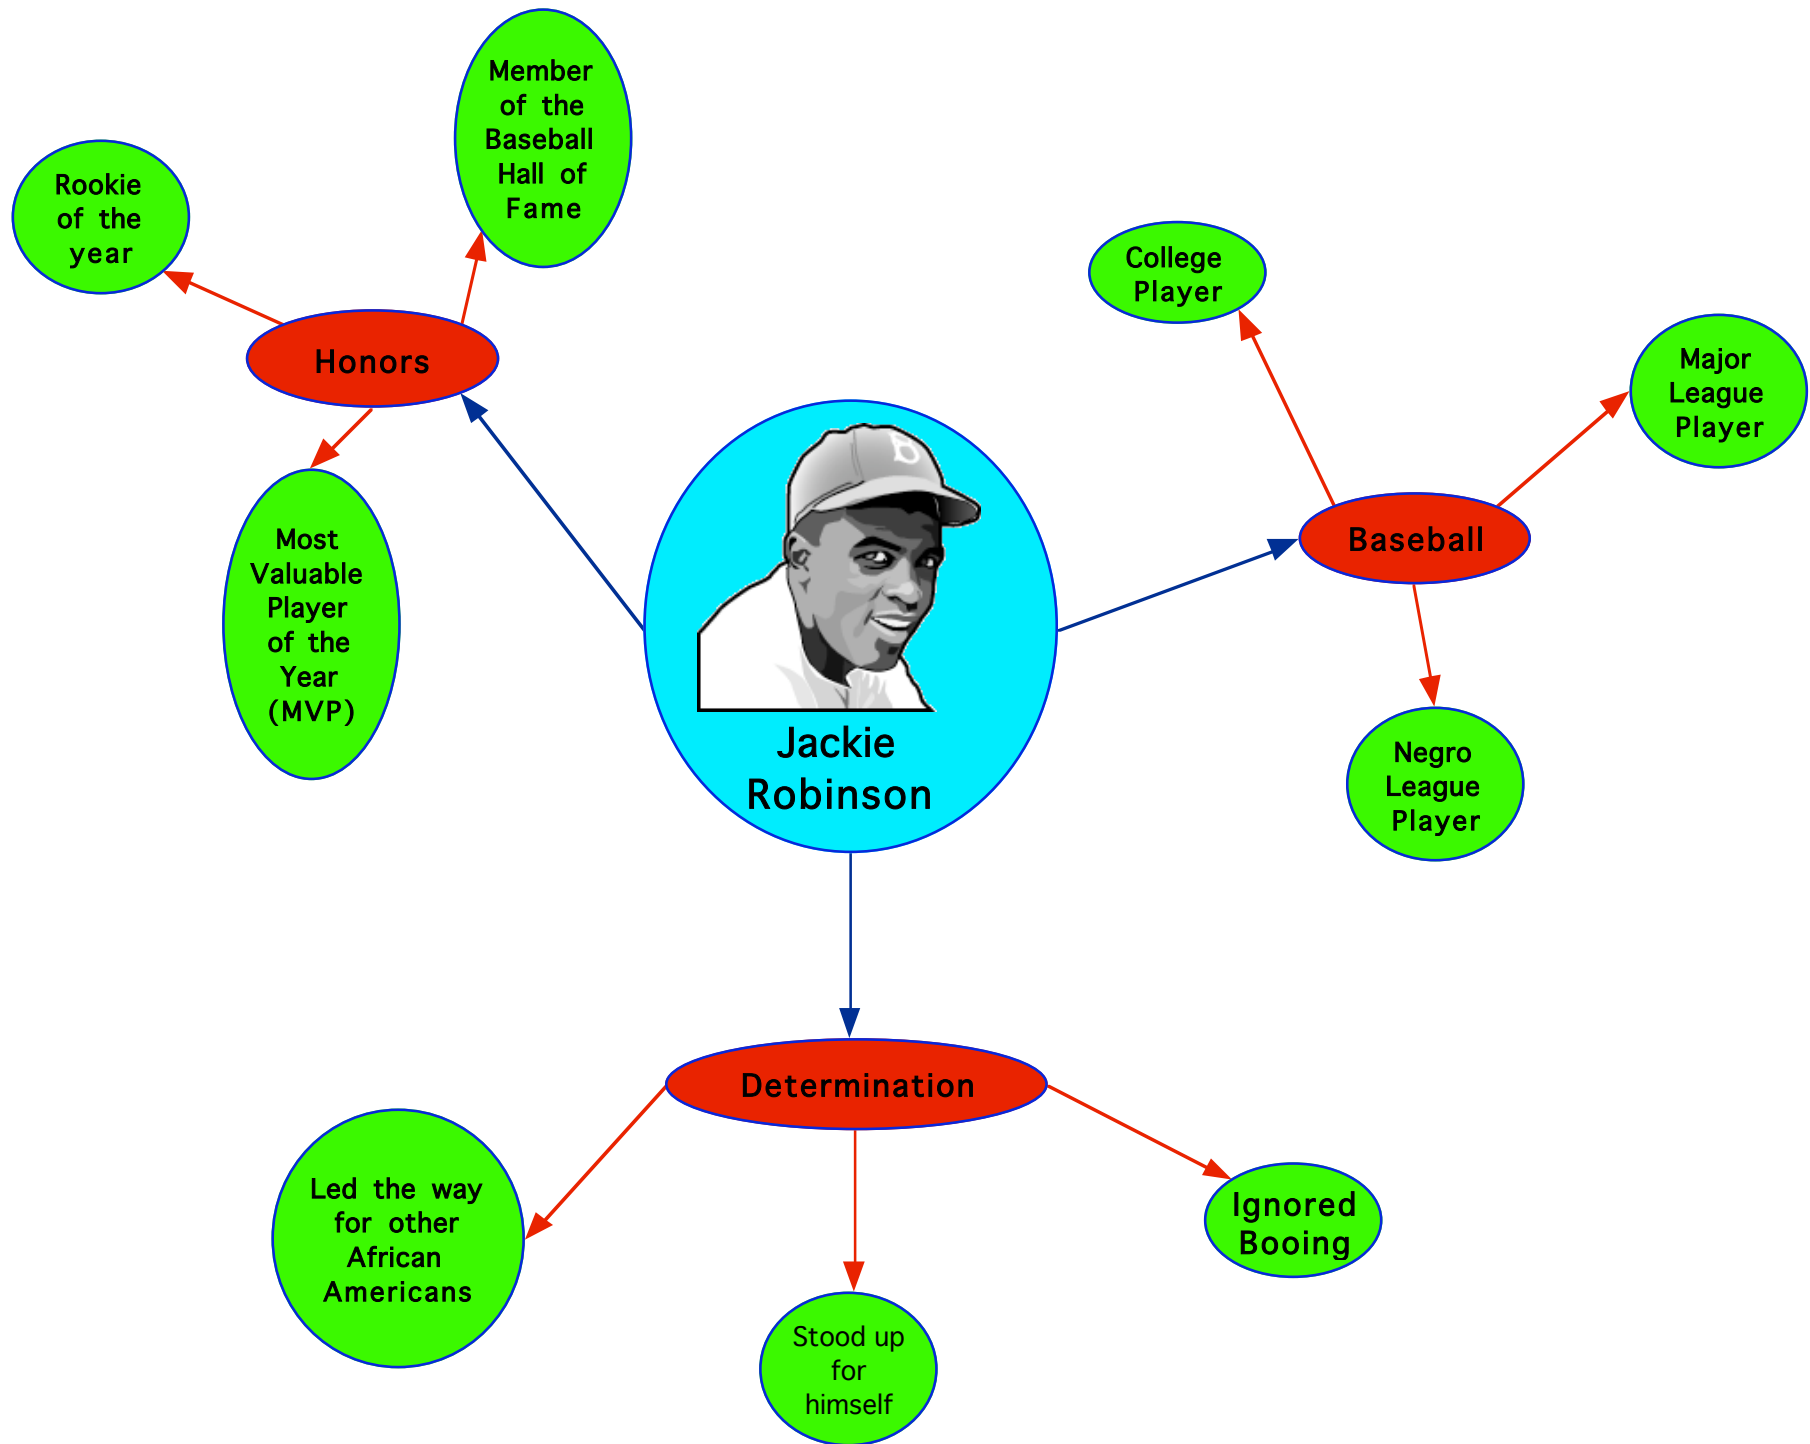 Member
of the
Baseball
Hall of
Fame
Rookie
of the
year
Honors
Most
Valuable
Player
of the
Year
(MVP)
B
Jackie
Robinson
College
Player
Major
League
Player
Baseball
Negro
League
Player
Determination
Led the way
for other
African
Americans
Stood up
for
himself
Ignored
Booing